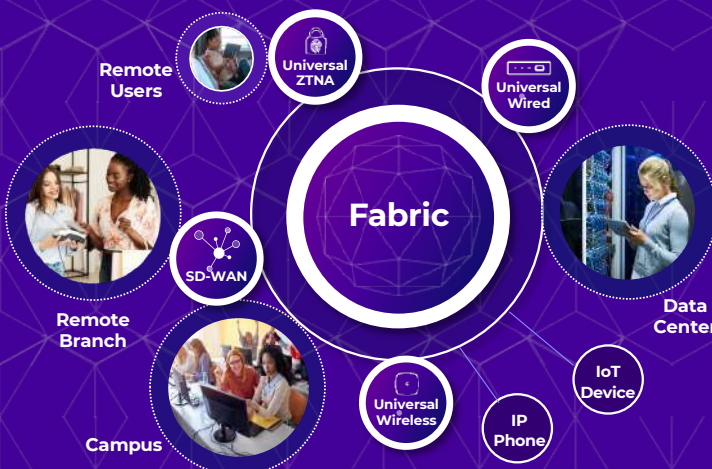 Remote
Users
Universal
ZTNA
Universal
Wired
Fabric
SD-WAN
Remote
Branch
Data
Center
IoT
Device
Universal
Wireless
IP
Phone
Campus